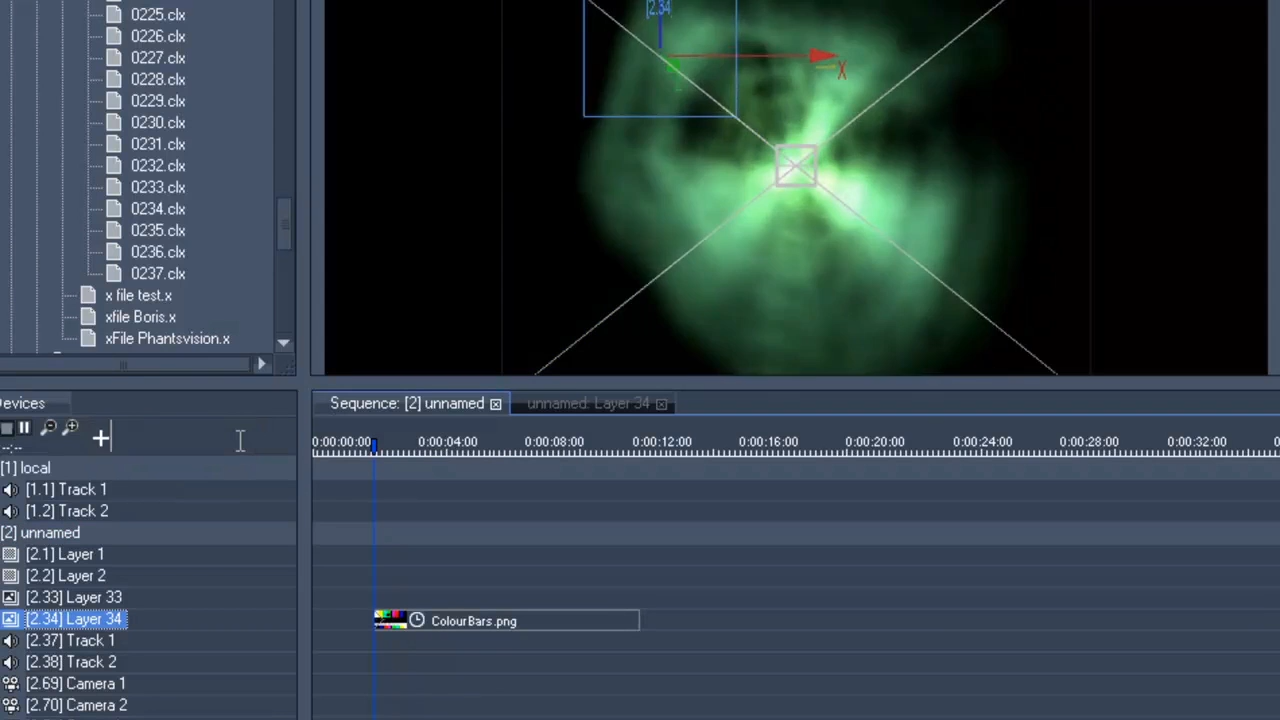 0225.clx
0226.clx
0227.clx
0228.clx
0229.clx
0230.clx
0231.clx
0232.clx
0233.clx
0234.clx
0235.clx
0236.clx
0237.clx
x file test.x
xfile Boris.x
xFile Phantsvision.x
[2.34]
X
evices
Sequence: [2] unnamed
unnamed: Layer 34
--:--
0:00:00:00
0:00:04:00
0:00:08:00
0:00:12:00
0:00:16:00
0:00:20:00
0:00:24:00
0:00:28:00
0:00:32:00
[1] local
[1.1] Track 1
[1.2] Track 2
[2] unnamed
[2.1] Layer 1
[2.2] Layer 2
[2.33] Layer 33
[2.34] Layer 34
ColourBars.png
[2.37] Track 1
[2.38] Track 2
[2.69] Camera 1
[2.70] Camera 2